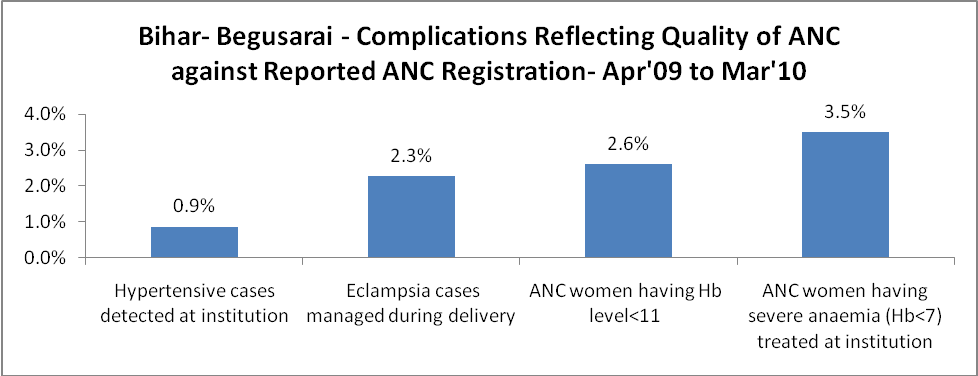 Bihar- Begusarai - Complications Reflecting Quality of ANC
against Reported ANC Registration- Apr'09 to Mar'10
4.0%
3.0%
2.0%
1.0%
0.0%
0.9%
2.3%
2.6%
3.5%
Hypertensive cases
detected at institution
Eclampsia cases
managed during delivery
ANC women having Hb
level<11
ANC women having
severe anaemia (Hb<7)
treated at institution